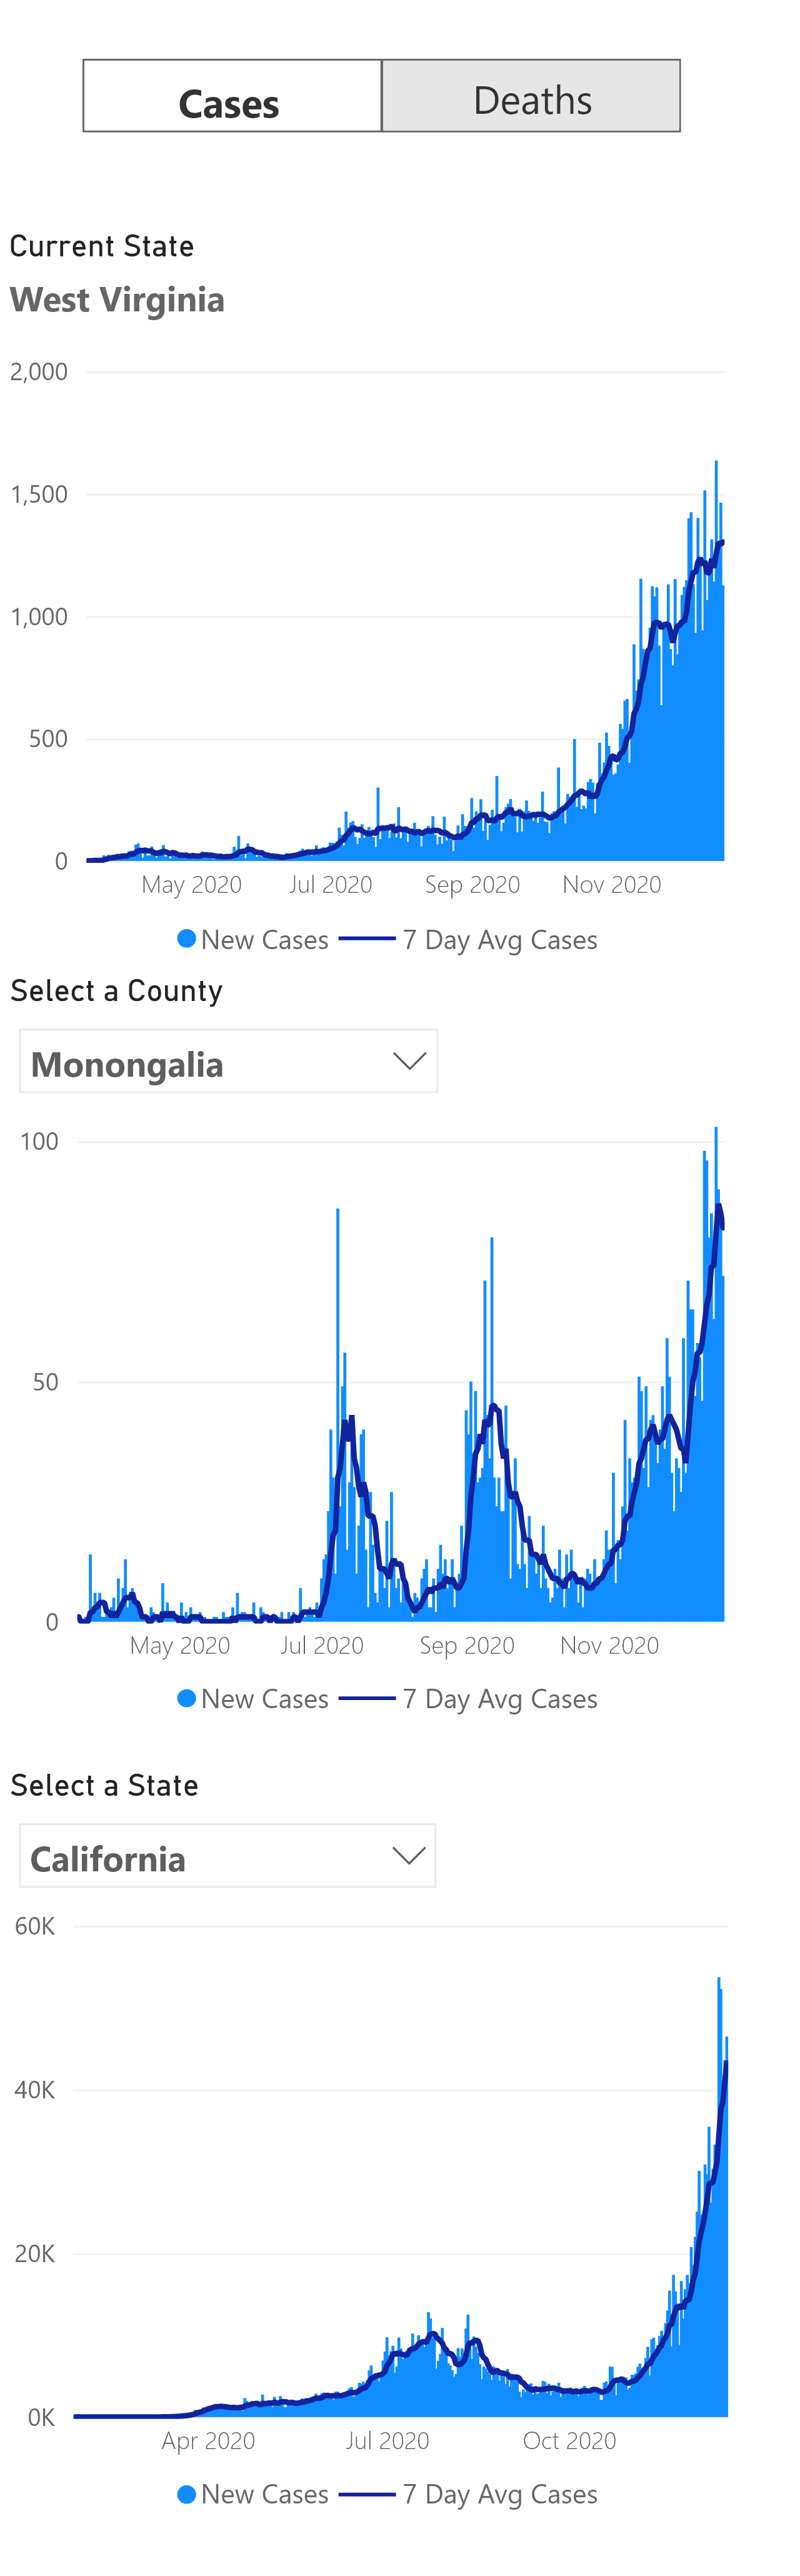 Cases Deaths
Current State
West Virginia
2,000
1,500
1,000
500
0
May 2020 Jul 2020 Sep 2020 Nov 2020
New Cases 7 Day Avg Cases
Select a County
Monongalia
100
50
0
May 2020 Jul 2020 Sep 2020 Nov 2020
New Cases 7 Day Avg Cases
Select a State
California
60K
40K
20K
0K
Apr 2020 Jul 2020 Oct 2020
New Cases 7 Day Avg Cases